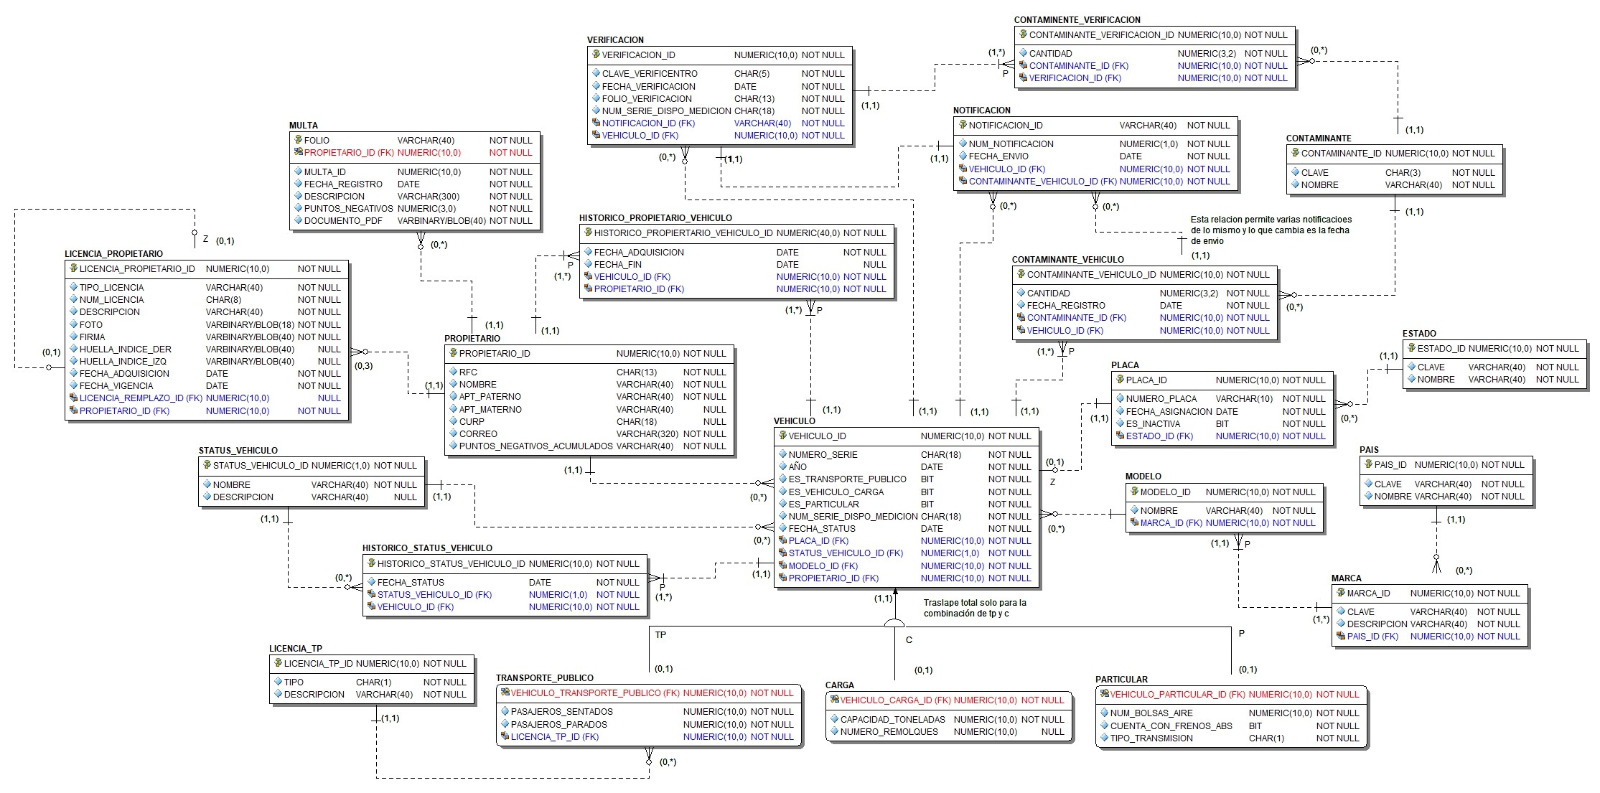 CONTAMINENTE_VERIFICACION
CONTAMINANTE_VERIFICACION_ID NUMERIC(10,0) NOT NULL
CANTIDAD NUMERIC(3,2) NOT NULL
CONTAMINANTE_ID (FK) NUMERIC(10,0) NOT NULL
VERIFICACION_ID (FK) NUMERIC(10,0) NOT NULL
(1,*)
P
(0,*)
VERIFICACION
VERIFICACION_ID NUMERIC(10,0) NOT NULL
CLAVE_VERIFICENTRO CHAR(5) NOT NULL
FECHA_VERIFICACION DATE NOT NULL
FOLIO_VERIFICACION CHAR(13) NOT NULL
NUM_SERIE_DISPO_MEDICION CHAR(18) NOT NULL
NOTIFICACION_ID (FK) VARCHAR(40) NOT NULL
VEHICULO_ID (FK) NUMERIC(10,0) NOT NULL
(1,1)
(0,*)
(1,1)
NOTIFICACION
NOTIFICACION_ID VARCHAR(40) NOT NULL
NUM_NOTIFICACION NUMERIC(1,0) NOT NULL
FECHA_ENVIO DATE NOT NULL
VEHICULO_ID (FK) NUMERIC(10,0) NOT NULL
CONTAMINANTE_VEHICULO_ID (FK) NUMERIC(10,0) NOT NULL
(1,1)
(0,*)
(0,*)
CONTAMINANTE
CONTAMINANTE_ID NUMERIC(10,0) NOT NULL
CLAVE CHAR(3) NOT NULL
NOMBRE VARCHAR(40) NOT NULL
(1,1)
(1,1)
Esta relacion permite varias notificacioes
de lo mismo y lo que cambia es la fecha
de envio
(1,1)
MULTA
FOLIO VARCHAR(40) NOT NULL
PROPIETARIO_ID (FK) NUMERIC(10,0) NOT NULL
MULTA_ID NUMERIC(10,0) NOT NULL
FECHA_REGISTRO DATE NOT NULL
DESCRIPCION VARCHAR(300) NOT NULL
PUNTOS_NEGATIVOS NUMERIC(3,0) NOT NULL
DOCUMENTO_PDF VARBINARY/BLOB(40) NOT NULL
(0,*)
(1,1)
HISTORICO_PROPIETARIO_VEHICULO
HISTORICO_PROPIERTARIO_VEHICULO_ID NUMERIC(40,0) NOT NULL
FECHA_ADQUISICION DATE NOT NULL
FECHA_FIN DATE NULL
VEHICULO_ID (FK) NUMERIC(10,0) NOT NULL
PROPIETARIO_ID (FK) NUMERIC(10,0) NOT NULL
P
(1,*)
(1,1)
(1,*)
P
(1,1)
LICENCIA_PROPIETARIO
LICENCIA_PROPIETARIO_ID NUMERIC(10,0) NOT NULL
TIPO_LICENCIA VARCHAR(40) NOT NULL
NUM_LICENCIA CHAR(8) NOT NULL
DESCRIPCION VARCHAR(40) NOT NULL
FOTO VARBINARY/BLOB(18) NOT NULL
FIRMA VARBINARY/BLOB(40) NOT NULL
HUELLA_INDICE_DER VARBINARY/BLOB(40) NULL
HUELLA_INDICE_IZQ VARBINARY/BLOB(40) NULL
FECHA_ADQUISICION DATE NOT NULL
FECHA_VIGENCIA DATE NOT NULL
LICENCIA_REMPLAZO_ID (FK) NUMERIC(10,0) NULL
PROPIETARIO_ID (FK) NUMERIC(10,0) NOT NULL
Z
(0,1)
(0,1)
(0,3)
(1,1)
PROPIETARIO
PROPIETARIO_ID NUMERIC(10,0) NOT NULL
RFC CHAR(13) NOT NULL
NOMBRE VARCHAR(40) NOT NULL
APT_PATERNO VARCHAR(40) NOT NULL
APT_MATERNO VARCHAR(40) NULL
CURP CHAR(18) NULL
CORREO VARCHAR(320) NOT NULL
PUNTOS_NEGATIVOS_ACUMULADOS VARCHAR(40) NOT NULL
(1,1)
(0,*)
CONTAMINANTE_VEHICULO
CONTAMINANTE_VEHICULO_ID NUMERIC(10,0) NOT NULL
CANTIDAD NUMERIC(3,2) NOT NULL
FECHA_REGISTRO DATE NOT NULL
CONTAMINANTE_ID (FK) NUMERIC(10,0) NOT NULL
VEHICULO_ID (FK) NUMERIC(10,0) NOT NULL
(0,*)
(1,*)
P
(1,1)
(1,1)
(1,1)
ESTADO
ESTADO_ID NUMERIC(10,0) NOT NULL
CLAVE VARCHAR(40) NOT NULL
NOMBRE VARCHAR(40) NOT NULL
(1,1)
(0,*)
PLACA
PLACA_ID NUMERIC(10,0) NOT NULL
NUMERO_PLACA VARCHAR(10) NOT NULL
FECHA_ASIGNACION DATE NOT NULL
ES_INACTIVA BIT NOT NULL
ESTADO_ID (FK) NUMERIC(10,0) NOT NULL
(1,1)
(0,1)
Z
VEHICULO
VEHICULO_ID NUMERIC(10,0) NOT NULL
NUMERO_SERIE CHAR(18) NOT NULL
AÑO DATE NOT NULL
ES_TRANSPORTE_PUBLICO BIT NOT NULL
ES_VEHICULO_CARGA BIT NOT NULL
ES_PARTICULAR BIT NOT NULL
NUM_SERIE_DISPO_MEDICION CHAR(18) NOT NULL
FECHA_STATUS DATE NOT NULL
PLACA_ID (FK) NUMERIC(10,0) NOT NULL
STATUS_VEHICULO_ID (FK) NUMERIC(1,0) NOT NULL
MODELO_ID (FK) NUMERIC(10,0) NOT NULL
PROPIETARIO_ID (FK) NUMERIC(10,0) NOT NULL
(0,*)
STATUS_VEHICULO
STATUS_VEHICULO_ID NUMERIC(1,0) NOT NULL
NOMBRE VARCHAR(40) NOT NULL
DESCRIPCION VARCHAR(40) NULL
(1,1)
(1,1)
(0,*)
MODELO
MODELO_ID NUMERIC(10,0) NOT NULL
NOMBRE VARCHAR(40) NOT NULL
MARCA_ID (FK) NUMERIC(10,0) NOT NULL
(1,1)
P
PAIS
PAIS_ID NUMERIC(10,0) NOT NULL
CLAVE VARCHAR(40) NOT NULL
NOMBRE VARCHAR(40) NOT NULL
(1,1)
(0,*)
HISTORICO_STATUS_VEHICULO
HISTORICO_STATUS_VEHICULO_ID NUMERIC(10,0) NOT NULL
FECHA_STATUS DATE NOT NULL
STATUS_VEHICULO_ID (FK) NUMERIC(1,0) NOT NULL
VEHICULO_ID (FK) NUMERIC(10,0) NOT NULL
(0,*)
P
(1,*)
(1,1)
MARCA
MARCA_ID NUMERIC(10,0) NOT NULL
CLAVE VARCHAR(40) NOT NULL
DESCRIPCION VARCHAR(40) NOT NULL
PAIS_ID (FK) NUMERIC(10,0) NOT NULL
(1,*)
(1,1)
Traslape total solo para la
combinación de tp y c
TP
C
P
(0,1)
(0,1)
(0,1)
LICENCIA_TP
LICENCIA_TP_ID NUMERIC(10,0) NOT NULL
TIPO CHAR(1) NOT NULL
DESCRIPCION VARCHAR(40) NOT NULL
(1,1)
TRANSPORTE_PUBLICO
VEHICULO_TRANSPORTE_PUBLICO (FK) NUMERIC(10,0) NOT NULL
PASAJEROS_SENTADOS NUMERIC(10,0) NOT NULL
PASAJEROS_PARADOS NUMERIC(10,0) NOT NULL
LICENCIA_TP_ID (FK) NUMERIC(10,0) NOT NULL
(0,*)
CARGA
VEHICULO_CARGA_ID (FK) NUMERIC(10,0) NOT NULL
CAPACIDAD_TONELADAS NUMERIC(10,0) NOT NULL
NUMERO_REMOLQUES NUMERIC(10,0) NULL
PARTICULAR
VEHICULO_PARTICULAR_ID (FK) NUMERIC(10,0) NOT NULL
NUM_BOLSAS_AIRE NUMERIC(10,0) NOT NULL
CUENTA_CON_FRENOS_ABS BIT NOT NULL
TIPO_TRANSMISION CHAR(1) NOT NULL